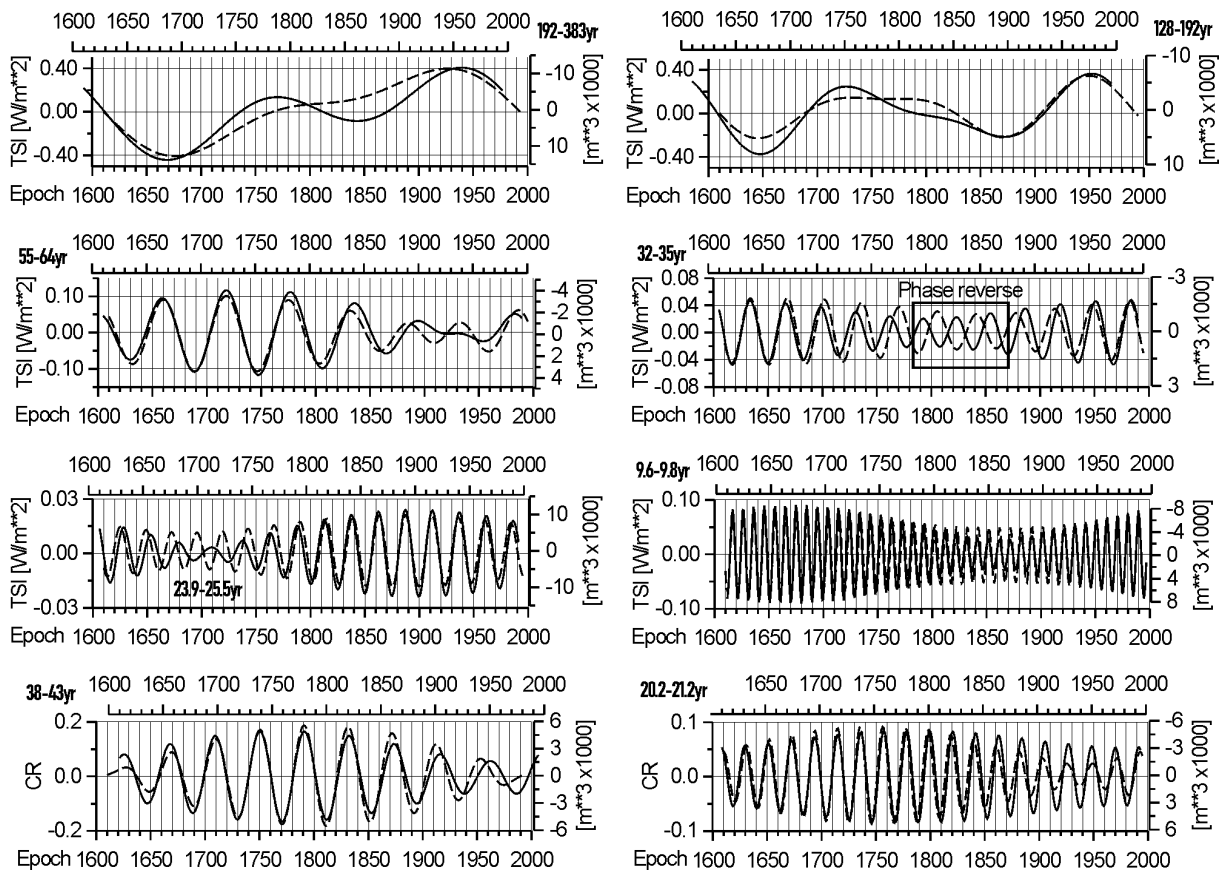 1600 1650 1700 1750 1800 1850 1900 1950 2000 192-383yr
TSI [W/m**2]
0.40
0.00
-0.40
-10
0
10
[m**3 x1000]
Epoch 1600 1650 1700 1750 1800 1850 1900 1950 2000
1600 1650 1700 1750 1800 1850 1900 1950 2000 128-192yr
TSI [W/m**2]
0.40
0.00
-0.40
-10
0
10
[m**3 x1000]
Epoch 1600 1650 1700 1750 1800 1850 1900 1950 2000
1600 1650 1700 1750 1800 1850 1900 1950 2000
55-64yr
TSI [W/m**2]
0.10
0.00
-0.10
-4
-2
0
2
4
[m**3 x1000]
Epoch 1600 1650 1700 1750 1800 1850 1900 1950 2000
1600 1650 1700 1750 1800 1850 1900 1950 2000
32-35yr
TSI [W/m**2]
0.08
0.04
0.00
-0.04
-0.08
Phase reverse
-3
0
3
[m**3 x1000]
Epoch 1600 1650 1700 1750 1800 1850 1900 1950 2000
1600 1650 1700 1750 1800 1850 1900 1950 2000
TSI [W/m**2]
0.03
0.00
-0.03
23.9-25.5yr
10
0
-10
[m**3 x1000]
Epoch 1600 1650 1700 1750 1800 1850 1900 1950 2000
9.6-9.8yr 1600 1650 1700 1750 1800 1850 1900 1950 2000
TSI [W/m**2]
0.10
0.00
-0.10
-8
-4
0
4
8
[m**3 x1000]
Epoch 1600 1650 1700 1750 1800 1850 1900 1950 2000
38-43yr 1600 1650 1700 1750 1800 1850 1900 1950 2000
CR
0.2
0.0
-0.2
6
3
0
-3
-6
[m**3 x1000]
Epoch 1600 1650 1700 1750 1800 1850 1900 1950 2000
20.2-21.2yr 1650 1700 1750 1800 1850 1900 1950 2000
CR
0.1
0.0
-0.1
-6
-3
0
3
6
[m**3 x1000]
Epoch 1600 1650 1700 1750 1800 1850 1900 1950 2000